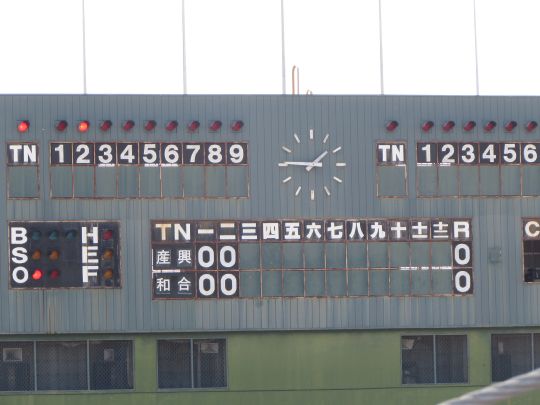 TN 1 2 3 4 5 6 7 8 9
TN 1 2 3 4 5 6
B H
S E
O F
TN 一 二 三 四 五 六 七 八 九 十 十一 十二 R
産興 0 0 0
和合 0 0 0
C